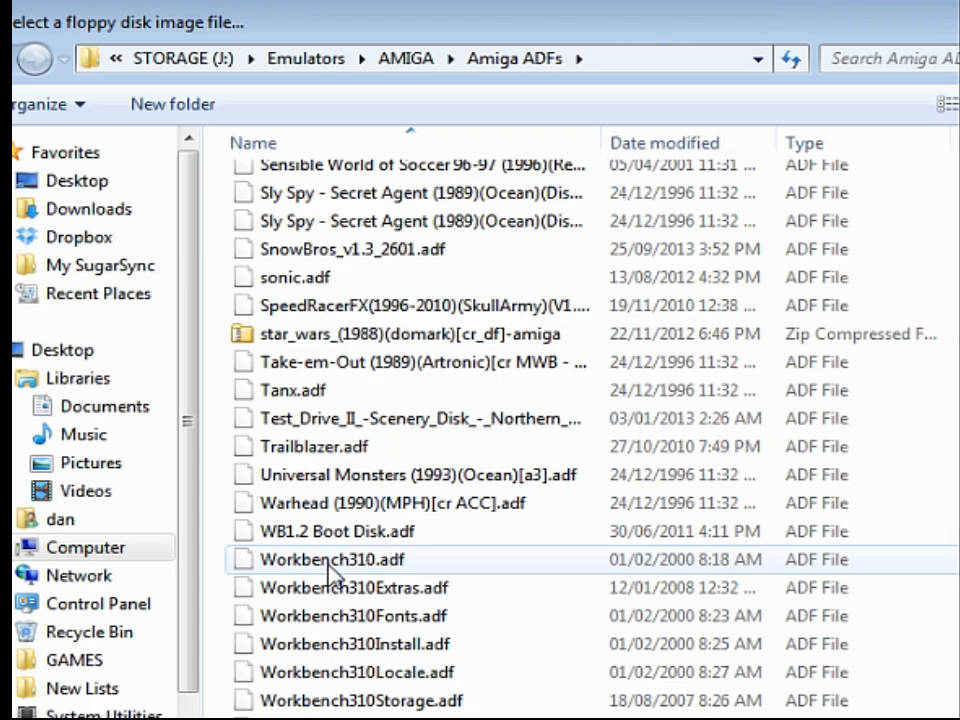 elect a floppy disk image file...
« STORAGE (J:) Emulators AMIGA Amiga ADFs Search Amiga AD
rganize New folder
Name Date modified Type
Favorites
Desktop
Downloads
Dropbox
My SugarSync
Recent Places
Desktop
Libraries
Documents
Music
Pictures
Videos
dan
Computer
Network
Control Panel
Recycle Bin
GAMES
New Lists
System Utilities
Sensible World of Soccer 96-97 (1996)(Re... 05/04/2001 11:31 ... ADF File
Sly Spy - Secret Agent (1989)(Ocean)(Dis... 24/12/1996 11:32 ... ADF File
Sly Spy - Secret Agent (1989)(Ocean)(Dis... 24/12/1996 11:32 ... ADF File
SnowBros_v1.3_2601.adf 25/09/2013 3:52 PM ADF File
sonic.adf 13/08/2012 4:32 PM ADF File
SpeedRacerFX(1996-2010)(SkullArmy)(V1.... 19/11/2010 12:38 ... ADF File
star_wars_(1988)(domark)[cr_df]-amiga 22/11/2012 6:46 PM Zip Compressed F...
Take-em-Out (1989)(Artronic)[cr MWB - ... 24/12/1996 11:32 ... ADF File
Tanx.adf 24/12/1996 11:32 ... ADF File
Test_Drive_II_-Scenery_Disk_-_Northern_... 03/01/2013 2:26 AM ADF File
Trailblazer.adf 27/10/2010 7:49 PM ADF File
Universal Monsters (1993)(Ocean)[a3].adf 24/12/1996 11:32 ... ADF File
Warhead (1990)(MPH)[cr ACC].adf 24/12/1996 11:32 ... ADF File
WB1.2 Boot Disk.adf 30/06/2011 4:11 PM ADF File
Workbench310.adf 01/02/2000 8:18 AM ADF File
Workbench310Extras.adf 12/01/2008 12:32 ... ADF File
Workbench310Fonts.adf 01/02/2000 8:23 AM ADF File
Workbench310Install.adf 01/02/2000 8:25 AM ADF File
Workbench310Locale.adf 01/02/2000 8:27 AM ADF File
Workbench310Storage.adf 18/08/2007 8:26 AM ADF File